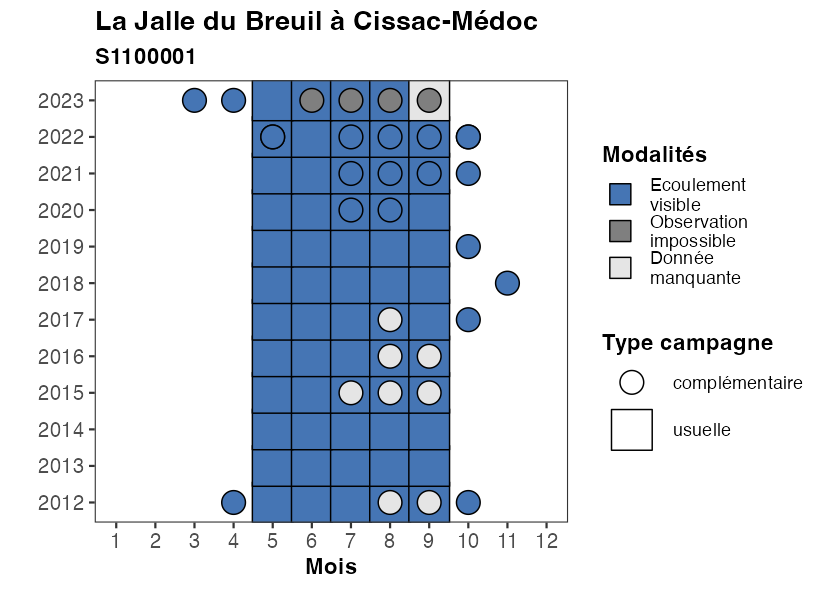 La Jalle du Breuil à Cissac-Médoc
S1100001
2023
2022
2021
2020
2019
2018
2017
2016
2015
2014
2013
2012
1 2 3 4 5 6 7 8 9 10 11 12
Mois
Modalités
Ecoulement
visible
Observation
impossible
Donnée
manquante
Type campagne
complémentaire
usuelle